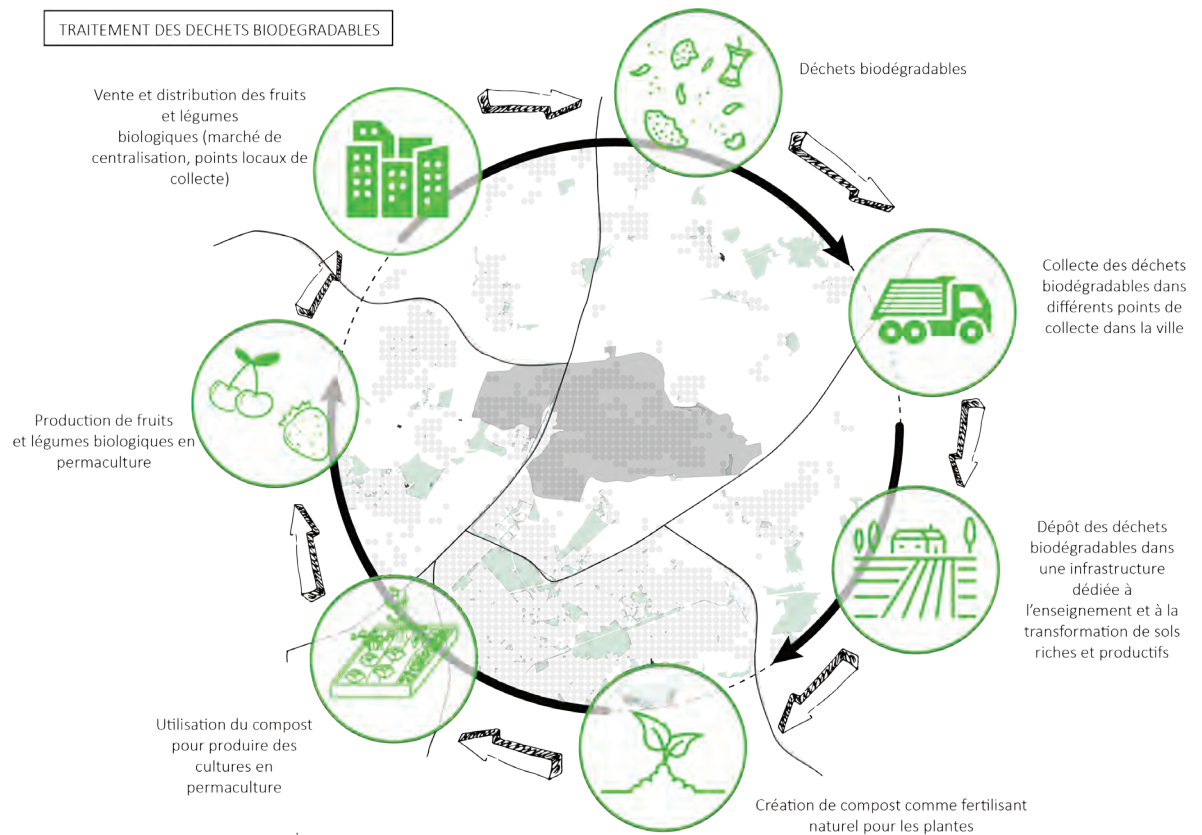 TRAITEMENT DES DECHETS BIODEGRADABLES
Déchets biodégradables
Vente et distribution des fruits
et légumes
biologiques (marché de
centralisation, points locaux de
collecte)
Collecte des déchets
biodégradables dans
différents points de
collecte dans la ville
Production de fruits
et légumes biologiques en
permaculture
Dépôt des déchets
biodégradables dans
une infrastructure
dédiée à
l'enseignement et à la
transformation de sols
riches et productifs
Utilisation du compost
pour produire des
cultures en
permaculture
Création de compost comme fertilisant
naturel pour les plantes